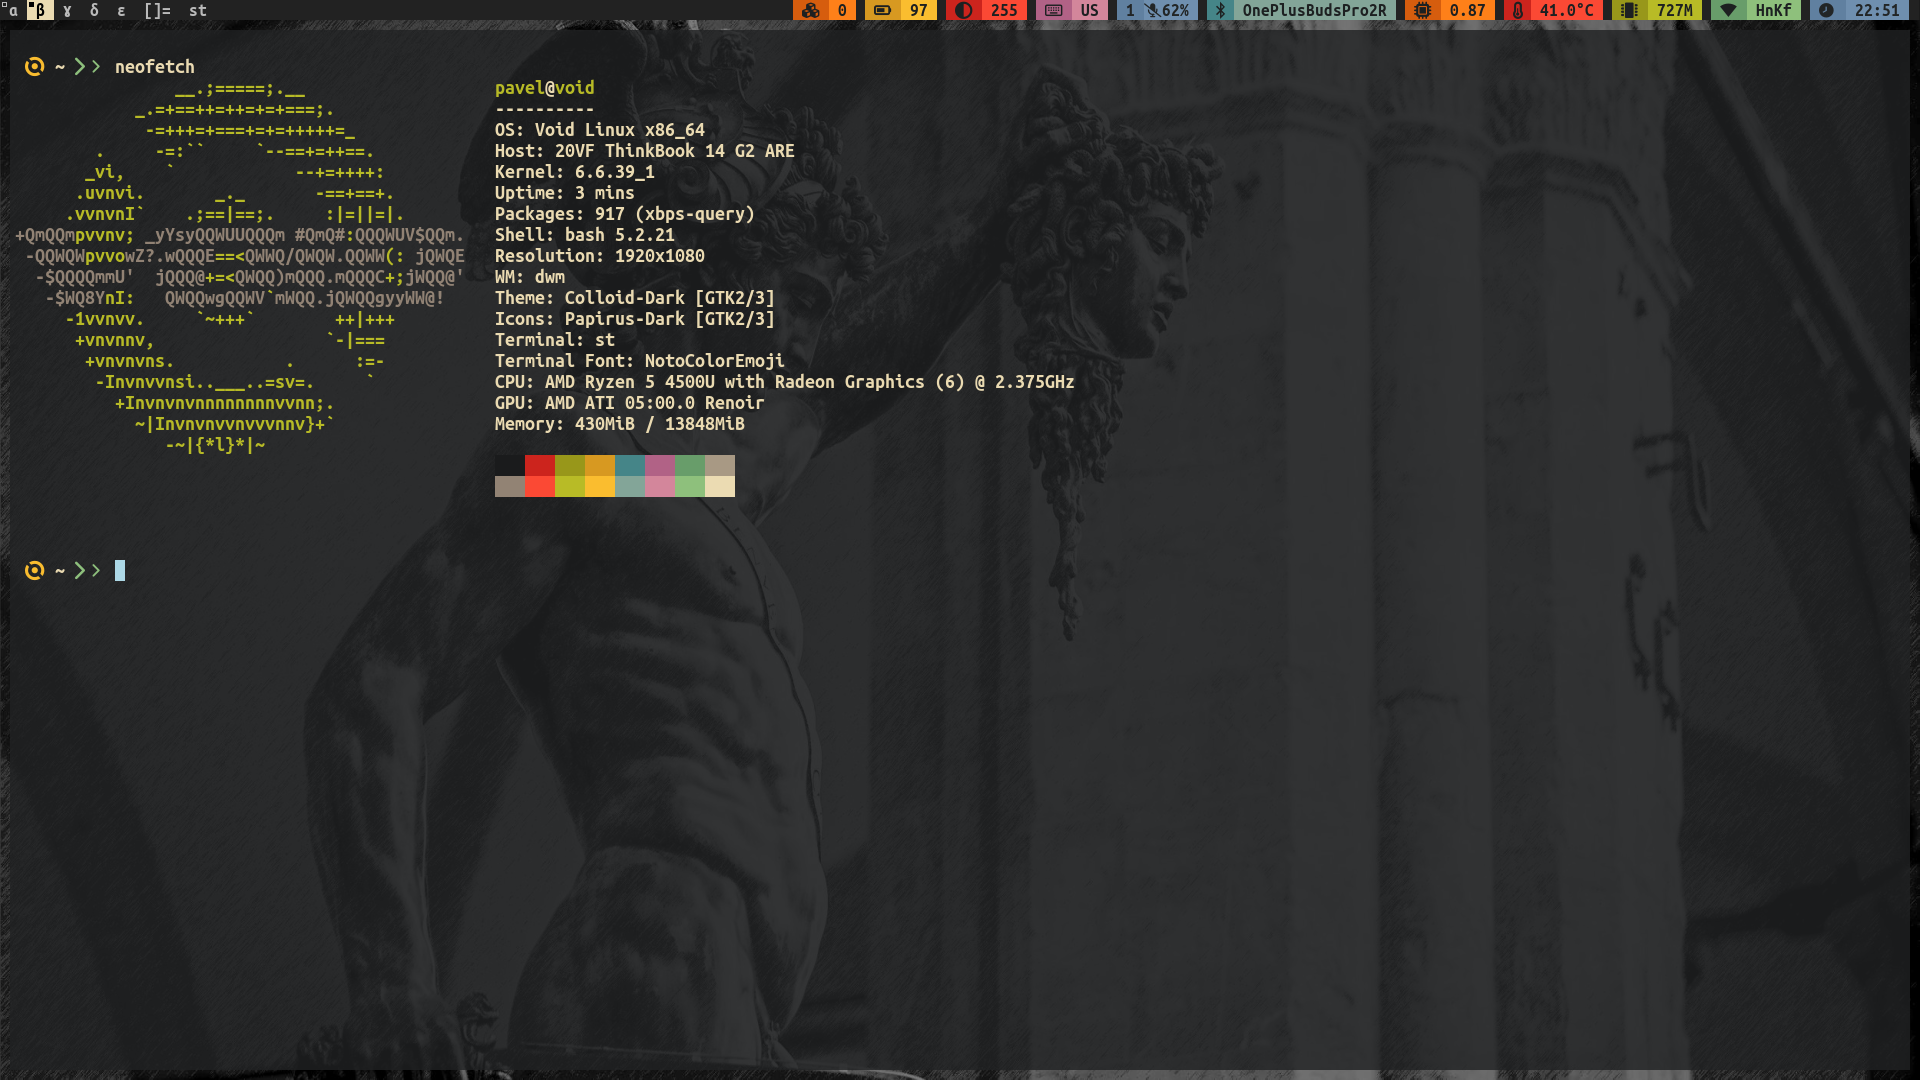 α β γ δ ε []= st 0 97 255 US 1 62% OnePlusBudsPro2R 0.87 41.0°C 727M HnKf 22:51
~ neofetch
__.;=====;.__
_.=+==++=++=+=+===;.
-=+++=+===+=+=+++++=_
. -=:`` `--==+=++==.
_vi, ` --+=++++:
.uvnvi. _._ -==+==+.
.vvnvnI` .;==|==;. :|=||=|.
+QmQQmpvvnv; _yYsyQQWUUQQQm #QmQ#:QQQWUV$QQm.
-QQWQWpvvowZ?.wQQQE==<QWWQ/QWQW.QQWW(: jQWQE
-$QQQQmmU' jQQQ@+=<QWQQ)mQQQ.mQQQC+;jWQQ@'
-$WQ8YnI: QWQQwgQQWV`mWQQ.jQWQQgyyWW@!
-1vvnvv. `~+++` ++|+++
+vnvnnv, `-|===
+vnvnvns. . :=-
-Invnvvnsi..___..=sv=. `
+Invnvnvnnnnnnnnvvnn;.
~|Invnvnvvnvvvnnv}+`
-~|{*l}*|~
pavel@void
----------
OS: Void Linux x86_64
Host: 20VF ThinkBook 14 G2 ARE
Kernel: 6.6.39_1
Uptime: 3 mins
Packages: 917 (xbps-query)
Shell: bash 5.2.21
Resolution: 1920x1080
WM: dwm
Theme: Colloid-Dark [GTK2/3]
Icons: Papirus-Dark [GTK2/3]
Terminal: st
Terminal Font: NotoColorEmoji
CPU: AMD Ryzen 5 4500U with Radeon Graphics (6) @ 2.375GHz
GPU: AMD ATI 05:00.0 Renoir
Memory: 430MiB / 13848MiB
~